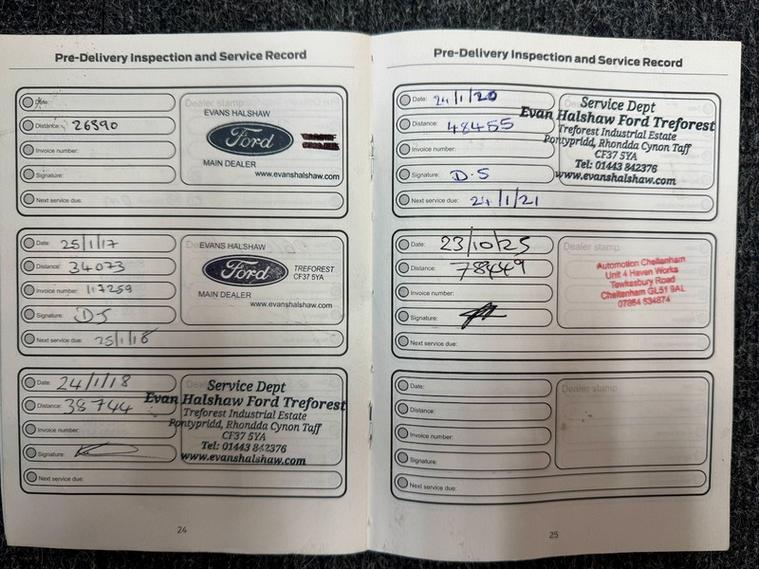 Pre-Delivery Inspection and Service Record
Date:
Distance: 26890
Invoice number:
Signature:
Next service due:
Dealer stamp
EVANS HALSHAW
Ford
MAIN DEALER
www.evanshalshaw.com
Date: 25/1/17
Distance: 34073
Invoice number: 117259
Signature: DS
Next service due: 25/1/18
EVANS HALSHAW
Ford
TREFOREST
CF37 5YA
MAIN DEALER
www.evanshalshaw.com
Date: 24/1/18
Distance: 38744
Invoice number:
Signature:
Next service due:
Service Dept
Evan Halshaw Ford Treforest
Treforest Industrial Estate
Pontypridd, Rhondda Cynon Taff
CF37 5YA
Tel: 01443 842376
www.evanshalshaw.com
24
Pre-Delivery Inspection and Service Record
Date: 24/1/20
Distance: 48455
Invoice number:
Signature: D.S
Next service due: 24/1/21
Service Dept
Evan Halshaw Ford Treforest
Treforest Industrial Estate
Pontypridd, Rhondda Cynon Taff
CF37 5YA
Tel: 01443 842376
www.evanshalshaw.com
Date: 23/10/25
Distance: 78449
Invoice number:
Signature:
Next service due:
Dealer stamp
Automotion Cheltenham
Unit 4 Haven Works
Tewkesbury Road
Cheltenham GL51 9AL
07854 534874
Date:
Distance:
Invoice number:
Signature:
Next service due:
Dealer stamp
25